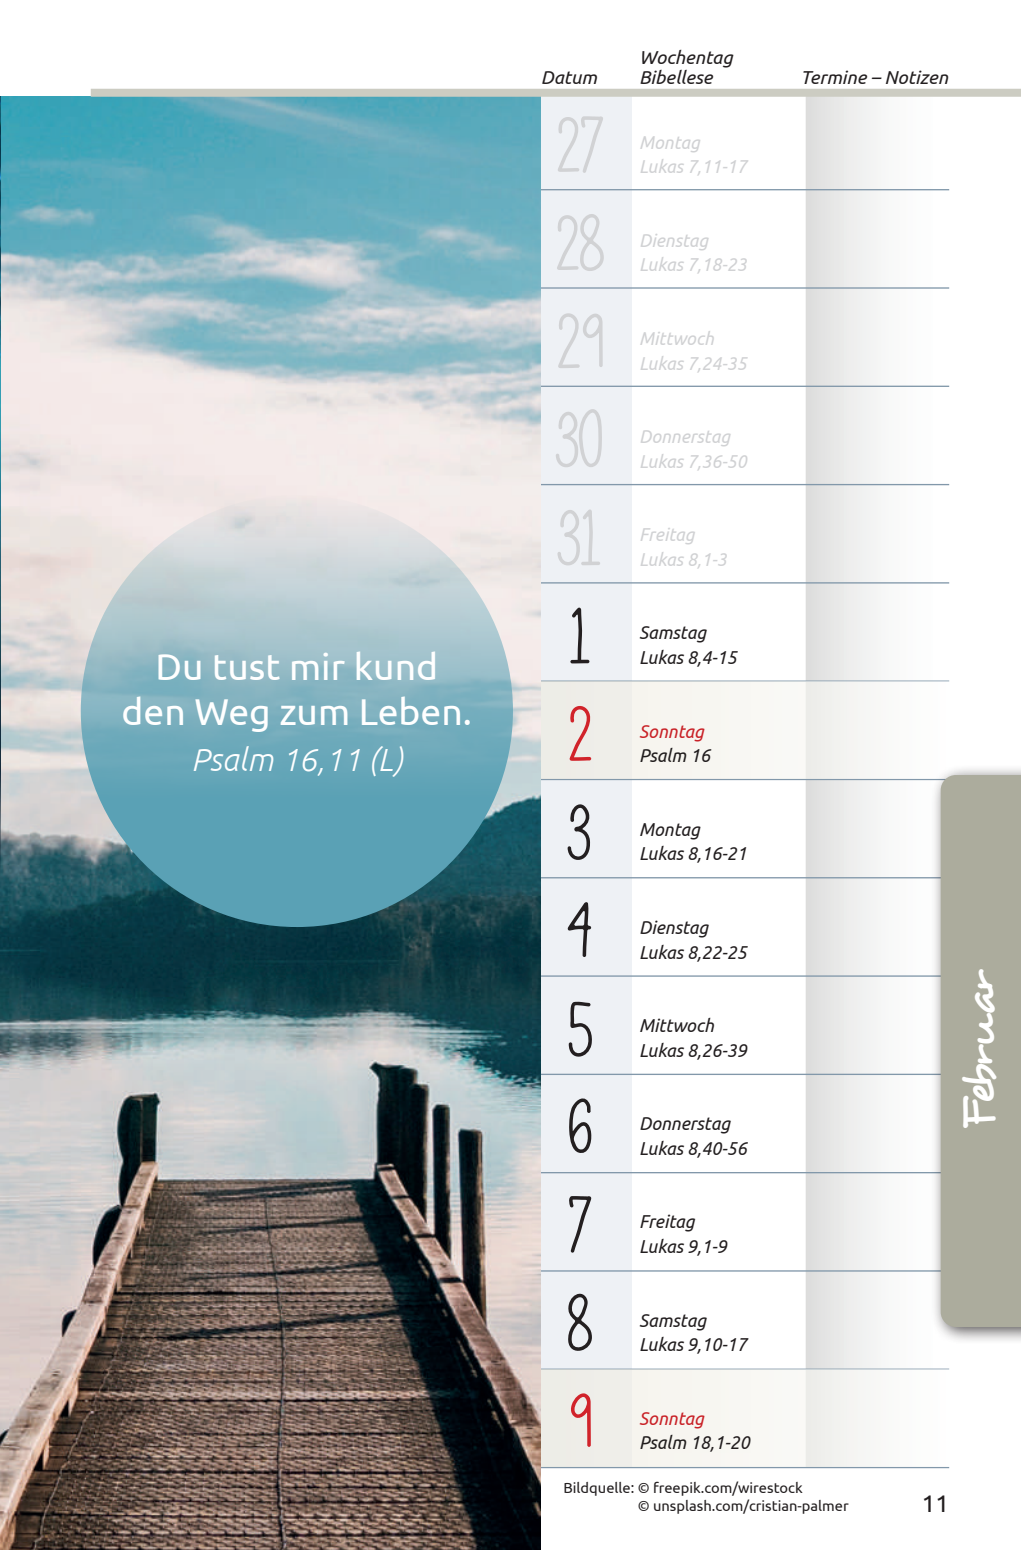 Datum
Wochentag
Bibellese
Termine – Notizen
Du tust mir kund
den Weg zum Leben.
Psalm 16,11 (L)
27
Montag
Lukas 7,11-17
28
Dienstag
Lukas 7,18-23
29
Mittwoch
Lukas 7,24-35
30
Donnerstag
Lukas 7,36-50
31
Freitag
Lukas 8,1-3
1
Samstag
Lukas 8,4-15
2
Sonntag
Psalm 16
3
Montag
Lukas 8,16-21
4
Dienstag
Lukas 8,22-25
5
Mittwoch
Lukas 8,26-39
6
Donnerstag
Lukas 8,40-56
7
Freitag
Lukas 9,1-9
8
Samstag
Lukas 9,10-17
9
Sonntag
Psalm 18,1-20
Februar
Bildquelle: © freepik.com/wirestock
© unsplash.com/cristian-palmer
11